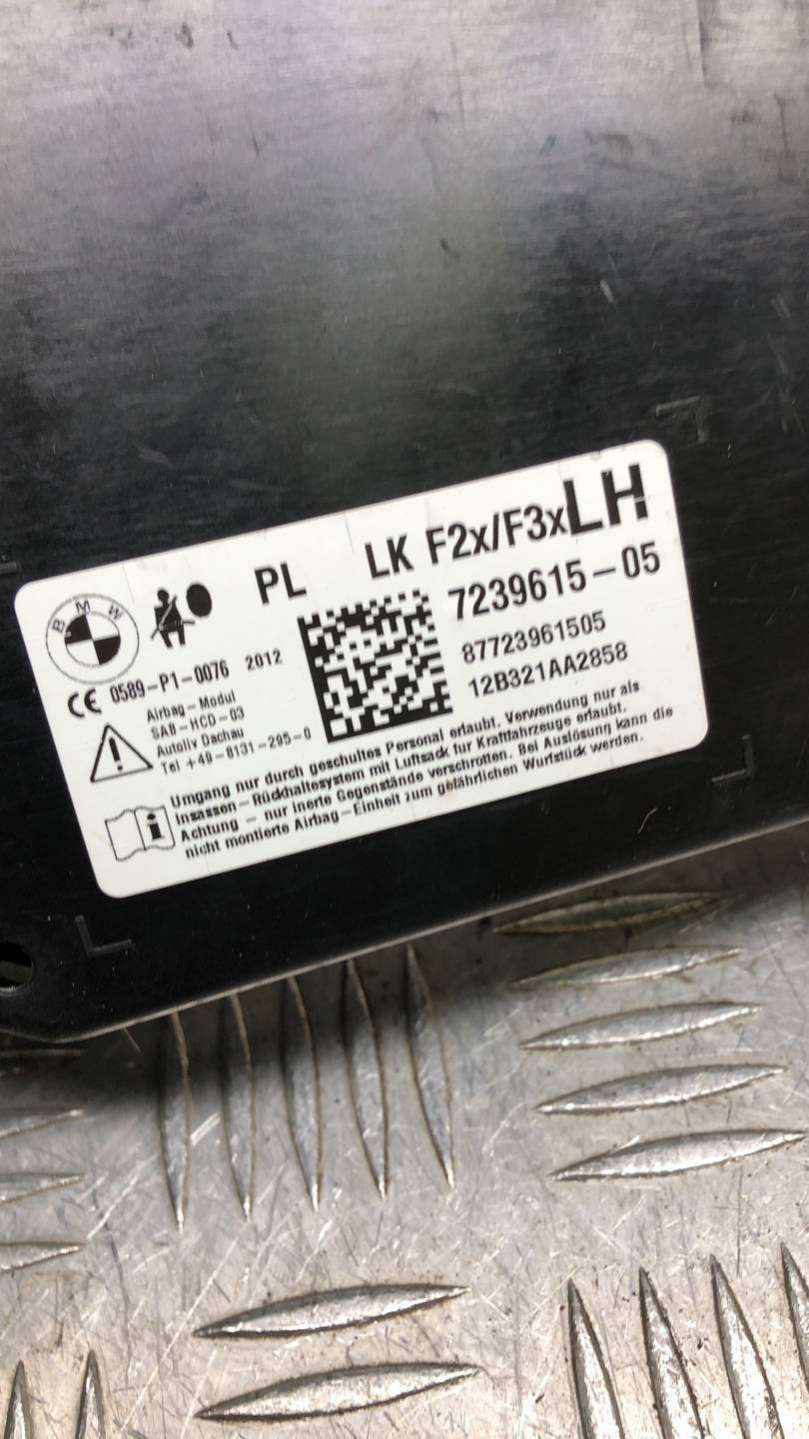 BMW
PL LK F2x/F3x LH
7239615-05
87723961505
12B321AA2858
CE 0589-P1-0076 2012
Airbag-Modul
SAB-HCD-03
Autoliv Dachau
Tel +49-8131-295-0
Umgang nur durch geschultes Personal erlaubt. Verwendung nur als
Insassen-Rückhaltesystem mit Luftsack für Kraftfahrzeuge erlaubt.
Achtung - nur inerte Gegenstände verschrotten. Bei Auslösung kann die
nicht montierte Airbag-Einheit zum gefährlichen Wurfstück werden.